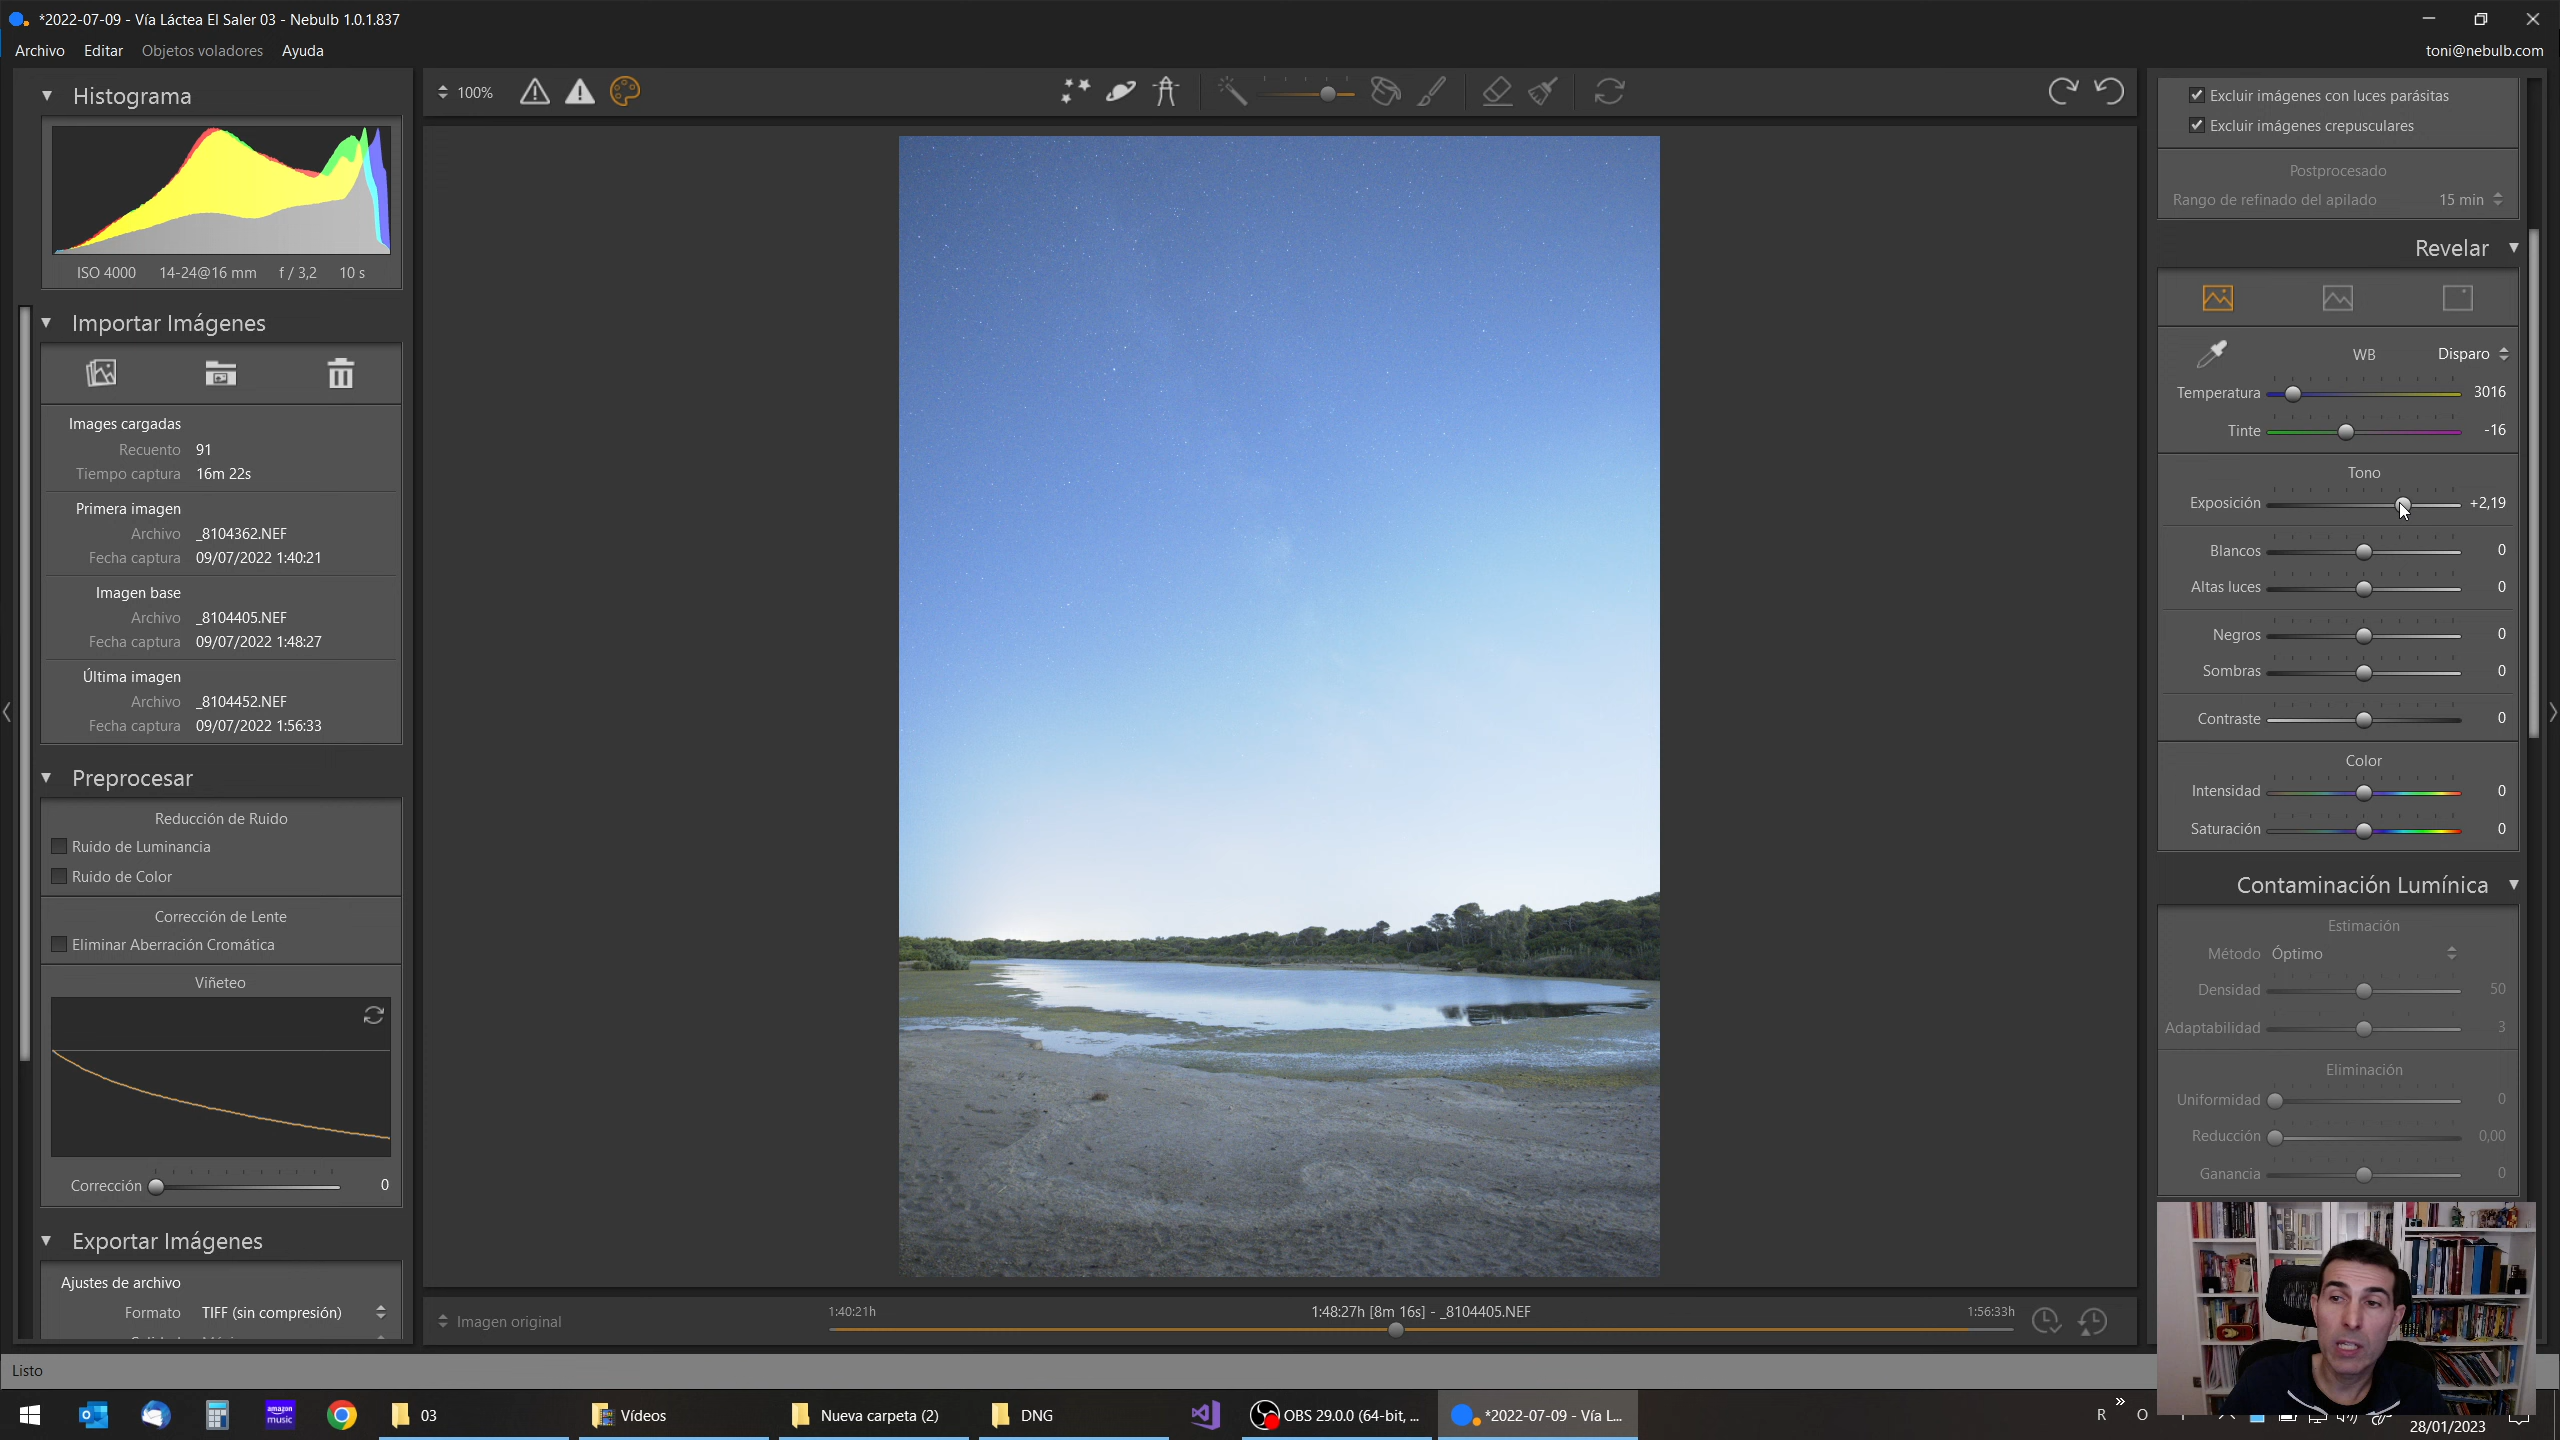 *2022-07-09 - Vía Láctea El Saler 03 - Nebulb 1.0.1.837
Archivo Editar Objetos voladores Ayuda
toni@nebulb.com
Histograma
ISO 4000 14-24@16 mm f / 3,2 10 s
Importar Imágenes
Images cargadas
Recuento 91
Tiempo captura 16m 22s
Primera imagen
Archivo _8104362.NEF
Fecha captura 09/07/2022 1:40:21
Imagen base
Archivo _8104405.NEF
Fecha captura 09/07/2022 1:48:27
Última imagen
Archivo _8104452.NEF
Fecha captura 09/07/2022 1:56:33
Preprocesar
Reducción de Ruido
Ruido de Luminancia
Ruido de Color
Corrección de Lente
Eliminar Aberración Cromática
Viñeteo
Corrección 0
Exportar Imágenes
Ajustes de archivo
Formato TIFF (sin compresión)
100%
Imagen original
1:40:21h
1:48:27h [8m 16s] - _8104405.NEF
1:56:33h
Excluir imágenes con luces parásitas
Excluir imágenes crepusculares
Postprocesado
Rango de refinado del apilado 15 min
Revelar
WB Disparo
Temperatura 3016
Tinte -16
Tono
Exposición +2,19
Blancos 0
Altas luces 0
Negros 0
Sombras 0
Contraste 0
Color
Intensidad 0
Saturación 0
Contaminación Lumínica
Estimación
Método Óptimo
Densidad 50
Adaptabilidad 3
Eliminación
Uniformidad 0
Reducción 0,00
Ganancia 0
Listo
amazon music
03
Vídeos
Nueva carpeta (2)
DNG
OBS 29.0.0 (64-bit, ...
*2022-07-09 - Vía L...
R
O
28/01/2023